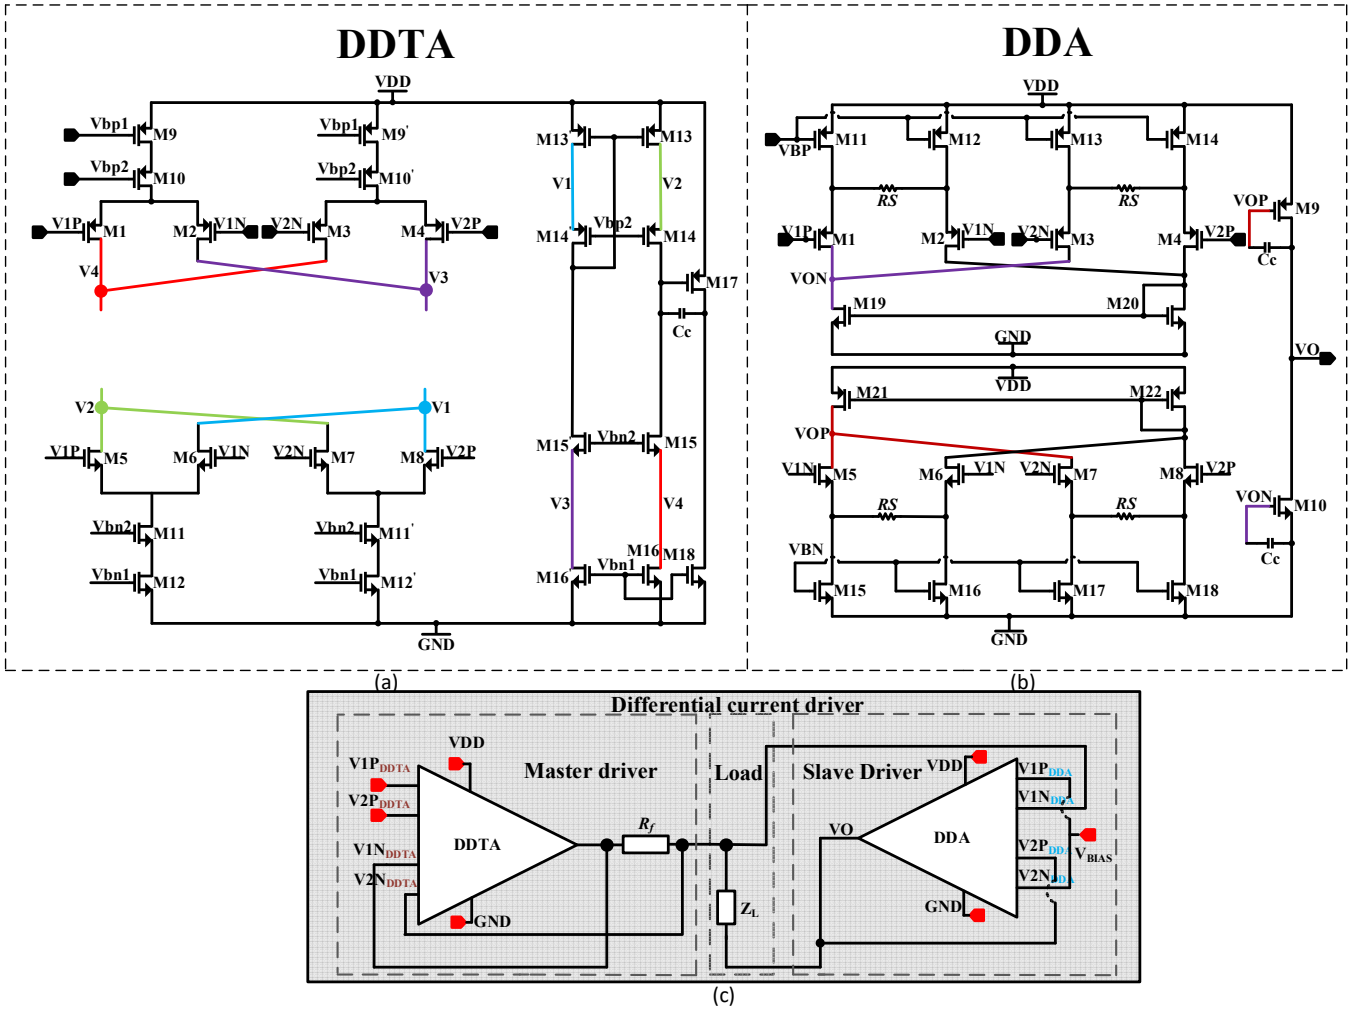 DDTA
DDA
VDD
Vbp1
M9
Vbp1
M9'
M13'
M13
Vbp2
M10
Vbp2
M10'
V1
V2
V1P
M1
M2
V1N
V2N
M3
M4
V2P
M14'
Vbp2
M14
V4
V3
M17
Cc
V2
V1
V1P
M5
M6
V1N
V2N
M7
M8
V2P
M15'
Vbn2
M15
Vbn2
M11
Vbn2
M11'
V3
V4
Vbn1
M12
Vbn1
M12'
M16'
Vbn1
M16
M18
GND
(a)
VDD
VBP
M11
M12
M13
M14
RS
RS
VOP
M9
V1P
M1
M2
V1N
V2N
M3
M4
V2P
Cc
VON
M19
M20
GND
VO
VDD
M21
M22
VOP
V1N
M5
M6
V1N
V2N
M7
M8
V2P
RS
RS
VON
M10
VBN
Cc
M15
M16
M17
M18
GND
(b)
Differential current driver
Master driver
Load
Slave Driver
VDD
V1PDDTA
V2PDDTA
V1NDDTA
V2NDDTA
DDTA
GND
Rf
ZL
VDD
V1PDDA
V1NDDA
VO
DDA
V2PDDA
VBIAS
V2NDDA
GND
(c)